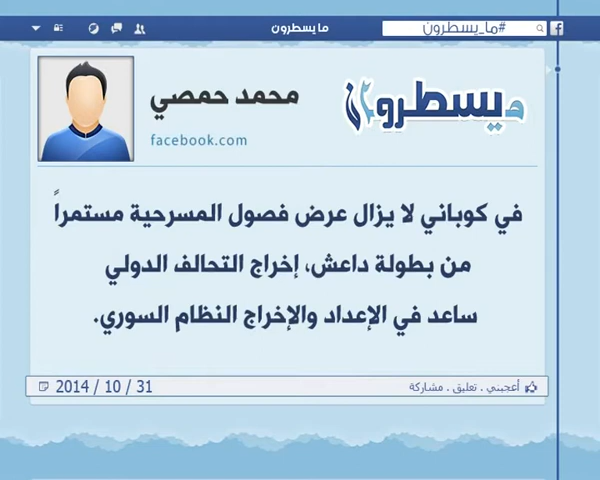 ما يسطرون
#ما_يسطرون
محمد حمصي
facebook.com
ما يسطرون
في كوباني لا يزال عرض فصول المسرحية مستمراً
من بطولة داعش، إخراج التحالف الدولي
ساعد في الإعداد والإخراج النظام السوري.
أعجبني . تعليق . مشاركة
31 / 10 / 2014